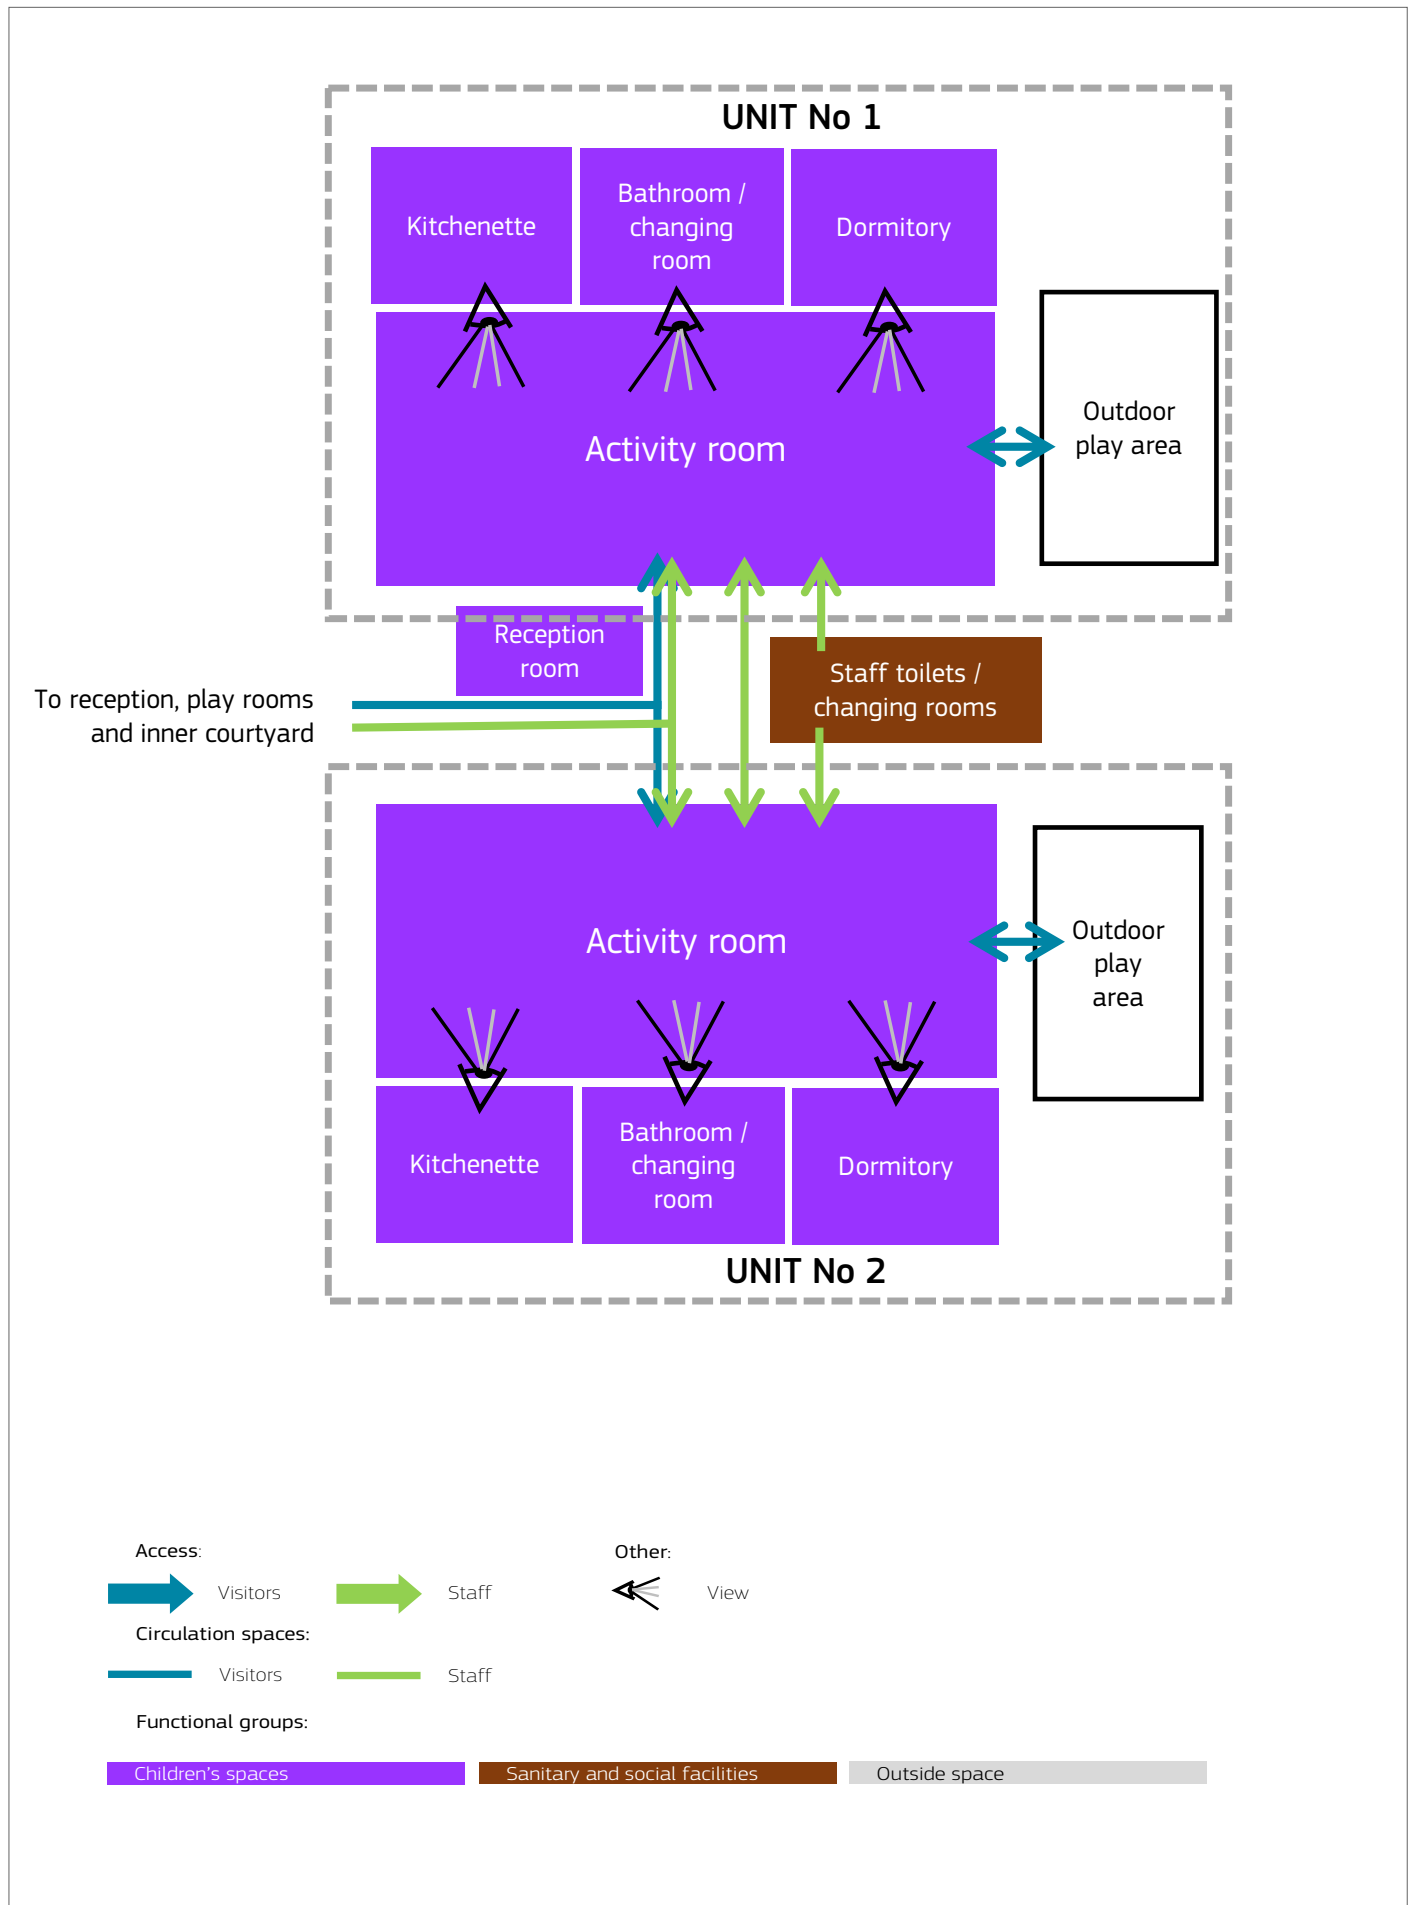 UNIT No 1
Kitchenette
Bathroom /
changing
room
Dormitory
Activity room
Outdoor
play area
Reception
room
Staff toilets /
changing rooms
To reception, play rooms
and inner courtyard
Activity room
Outdoor
play
area
Kitchenette
Bathroom /
changing
room
Dormitory
UNIT No 2
Access:
Other:
Visitors
Staff
View
Circulation spaces:
Visitors
Staff
Functional groups:
Children's spaces
Sanitary and social facilities
Outside space